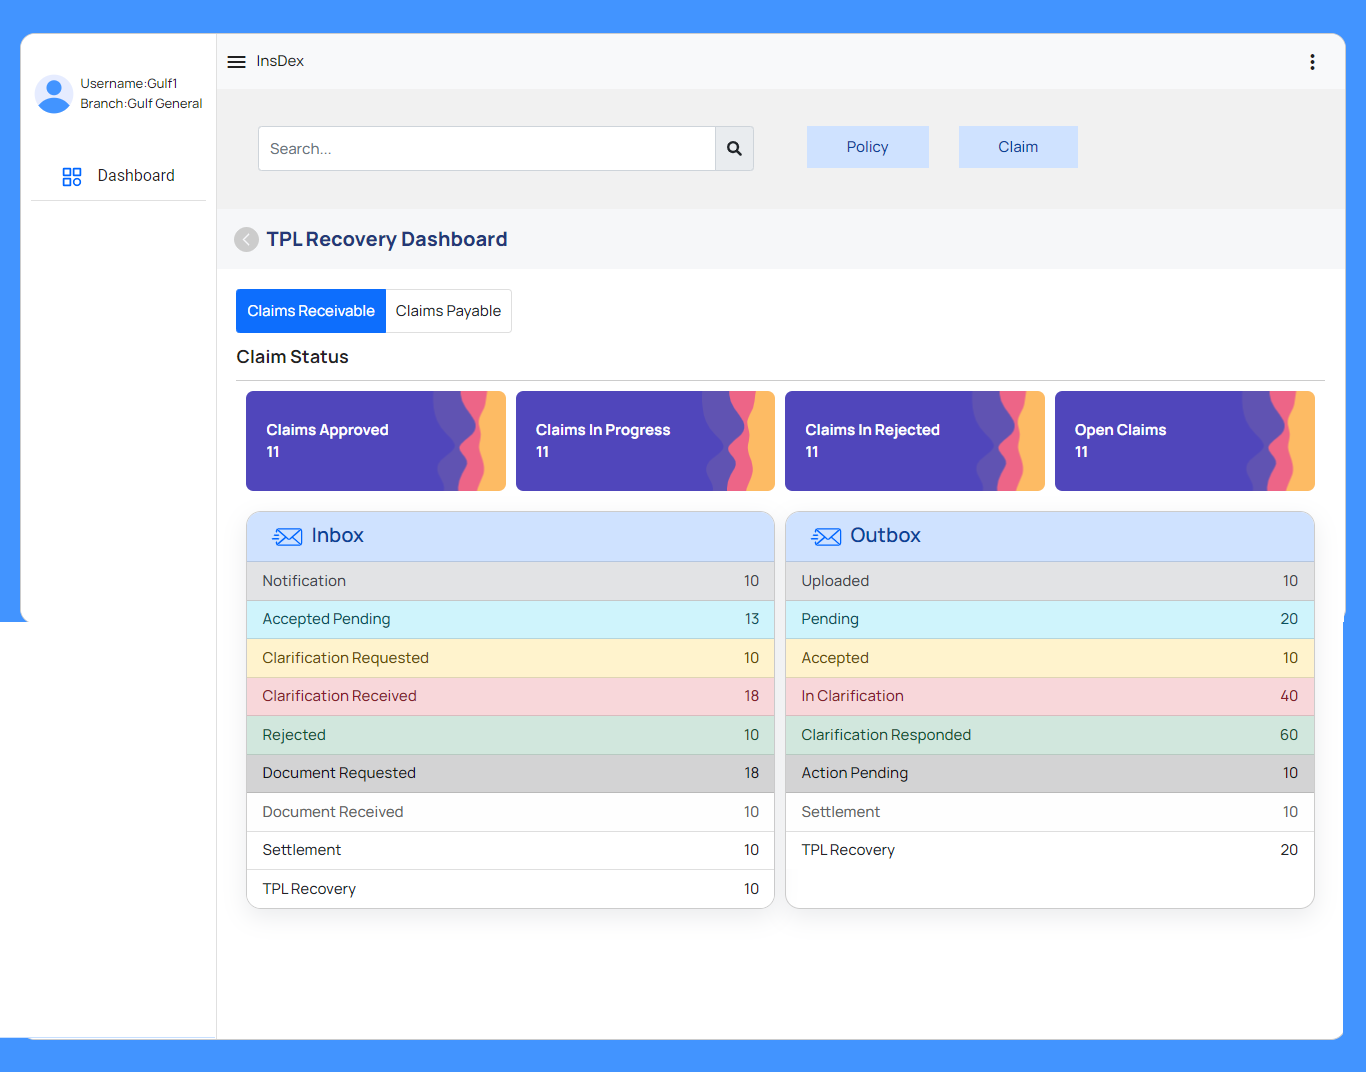 Username:Gulf1
Branch:Gulf General
Dashboard
InsDex
Search...
Policy
Claim
TPL Recovery Dashboard
Claims Receivable
Claims Payable
Claim Status
Claims Approved
11
Claims In Progress
11
Claims In Rejected
11
Open Claims
11
Inbox
Notification 10
Accepted Pending 13
Clarification Requested 10
Clarification Received 18
Rejected 10
Document Requested 18
Document Received 10
Settlement 10
TPL Recovery 10
Outbox
Uploaded 10
Pending 20
Accepted 10
In Clarification 40
Clarification Responded 60
Action Pending 10
Settlement 10
TPL Recovery 20